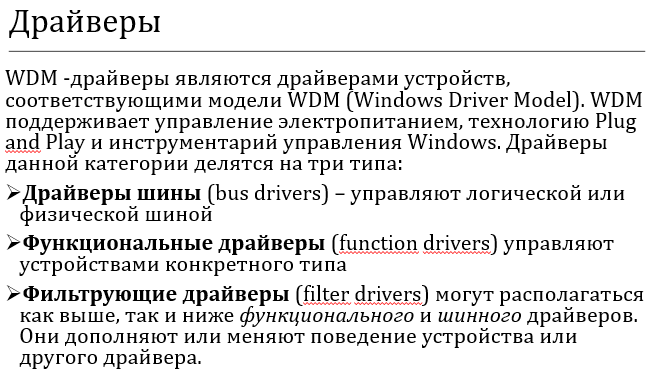 Драйверы
WDM -драйверы являются драйверами устройств,
соответствующими модели WDM (Windows Driver Model). WDM
поддерживает управление электропитанием, технологию Plug
and Play и инструментарий управления Windows. Драйверы
данной категории делятся на три типа:
➢Драйверы шины (bus drivers) – управляют логической или
физической шиной
➢Функциональные драйверы (function drivers) управляют
устройствами конкретного типа
➢Фильтрующие драйверы (filter drivers) могут располагаться
как выше, так и ниже функционального и шинного драйверов.
Они дополняют или меняют поведение устройства или
другого драйвера.